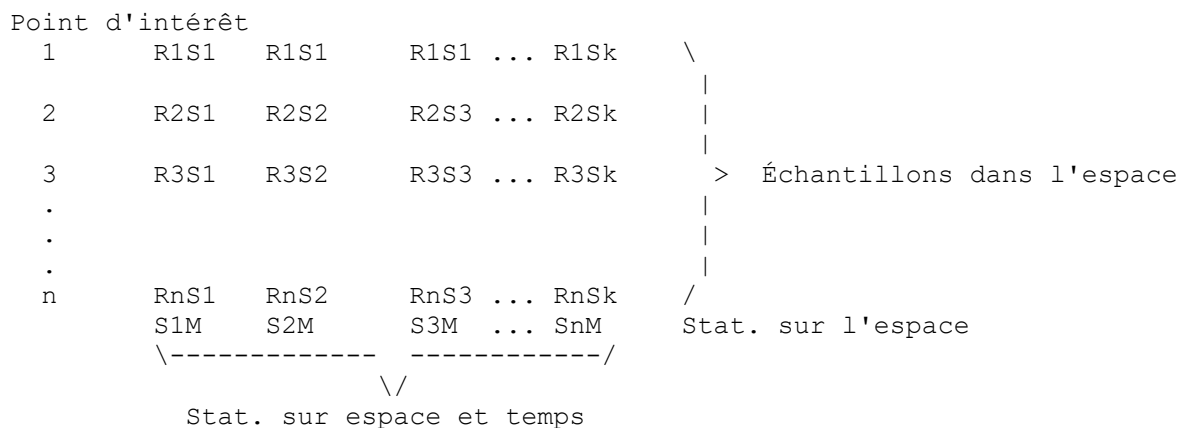 Point d'intérêt
  1       R1S1   R1S1    R1S1 ... R1Sk    \
                                           |
  2       R2S1   R2S2    R2S3 ... R2Sk     |
                                           |
  3       R3S1   R3S2    R3S3 ... R3Sk      >  Échantillons dans l'espace
  .                                        |
  .                                        |
  .                                        |
  n       RnS1   RnS2    RnS3 ... RnSk    /
          S1M    S2M     S3M  ... SnM     Stat. sur l'espace
          \-------------  ------------/
                        \/
            Stat. sur espace et temps